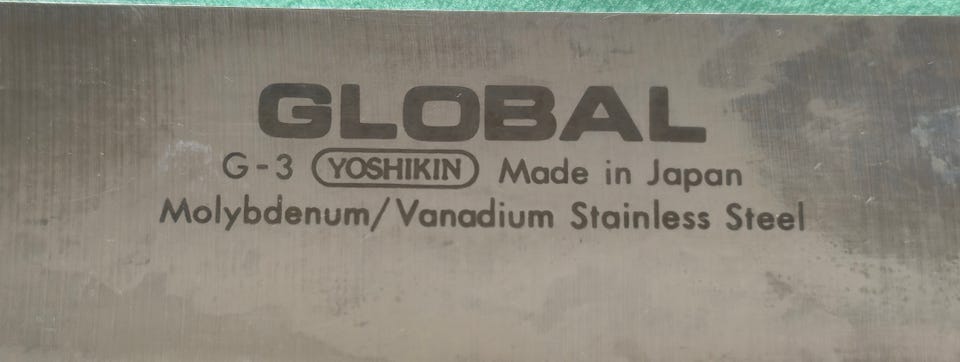 GLOBAL
G-3 YOSHIKIN Made in Japan
Molybdenum/Vanadium Stainless Steel